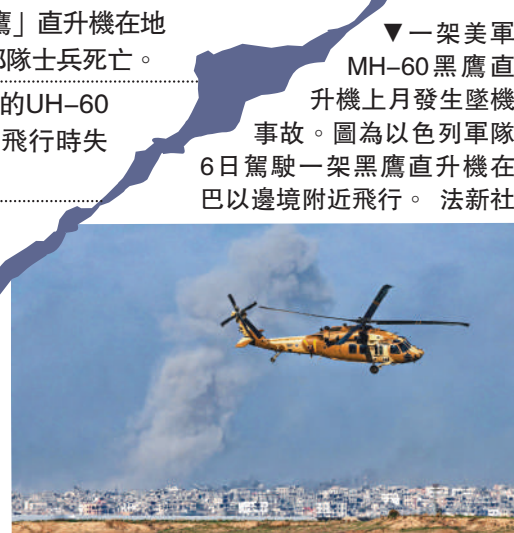 鷹」直升機在地
部隊士兵死亡。
的UH–60
飛行時失
▼一架美軍
MH–60黑鷹直
升機上月發生墜機
事故。圖為以色列軍隊
6日駕駛一架黑鷹直升機在
巴以邊境附近飛行。 法新社